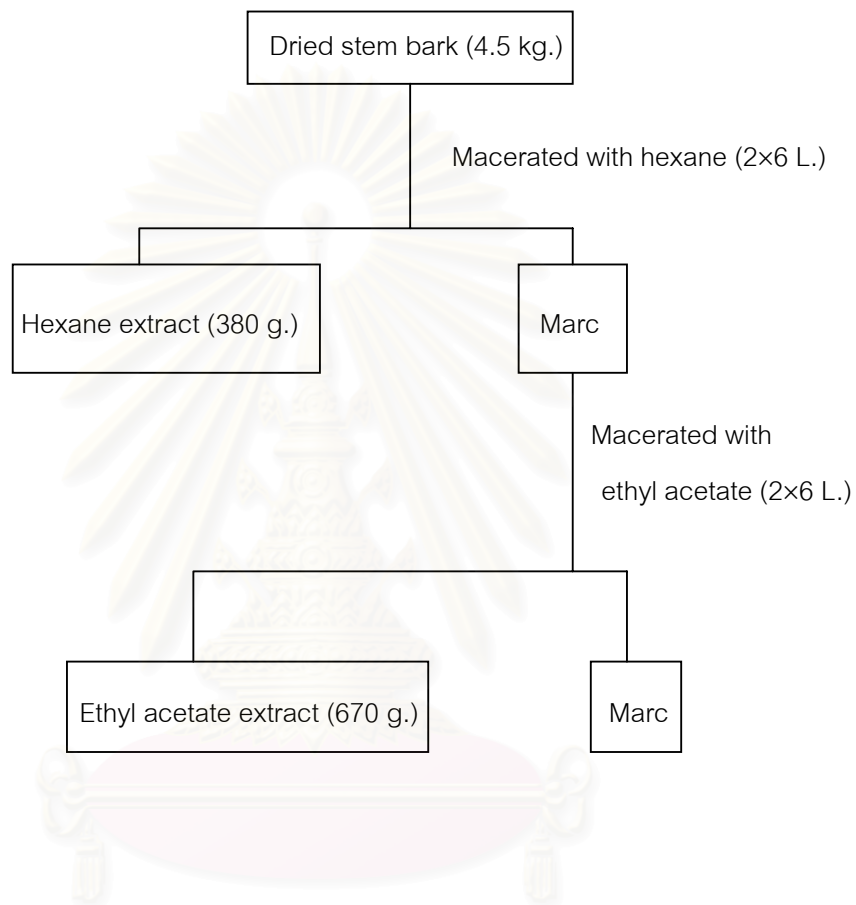 Dried stem bark (4.5 kg.)
Macerated with hexane (2×6 L.)
Hexane extract (380 g.)
Marc
Macerated with
ethyl acetate (2×6 L.)
Ethyl acetate extract (670 g.)
Marc